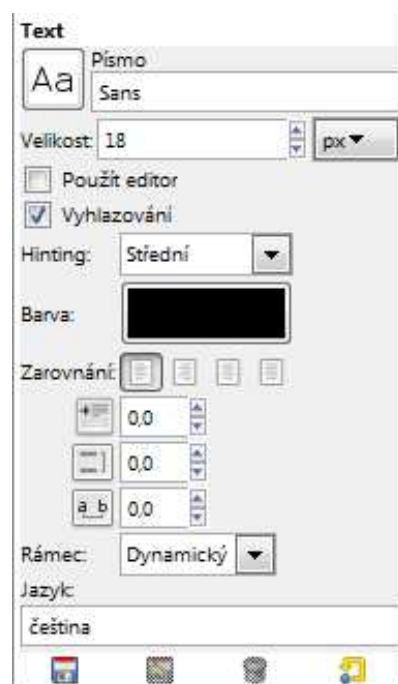 Text
Aa
Písmo
Sans
Velikost: 18 px
Použít editor
Vyhlazování
Hinting: Střední
Barva:
Zarovnání:
0,0
0,0
a b 0,0
Rámec: Dynamický
Jazyk:
čeština